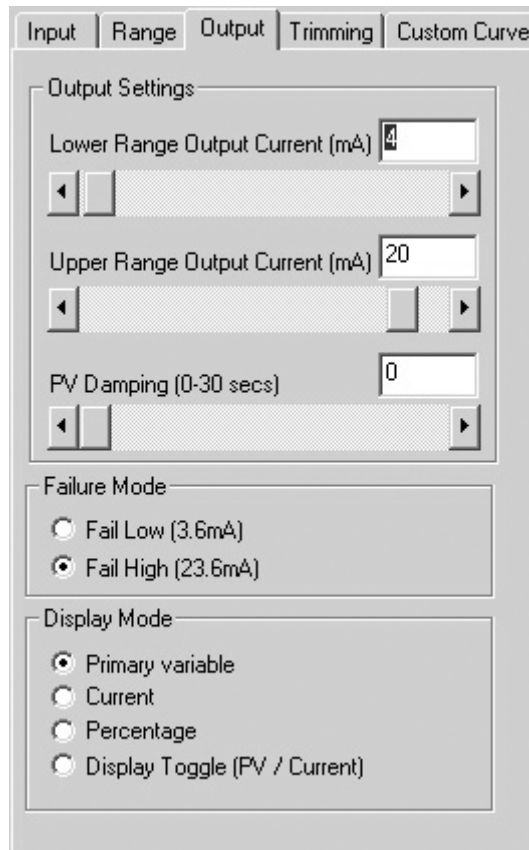 Input Range Output Trimming Custom Curve
Output Settings
Lower Range Output Current (mA) 4
Upper Range Output Current (mA) 20
PV Damping (0-30 secs) 0
Failure Mode
Fail Low (3.6mA)
Fail High (23.6mA)
Display Mode
Primary variable
Current
Percentage
Display Toggle (PV / Current)